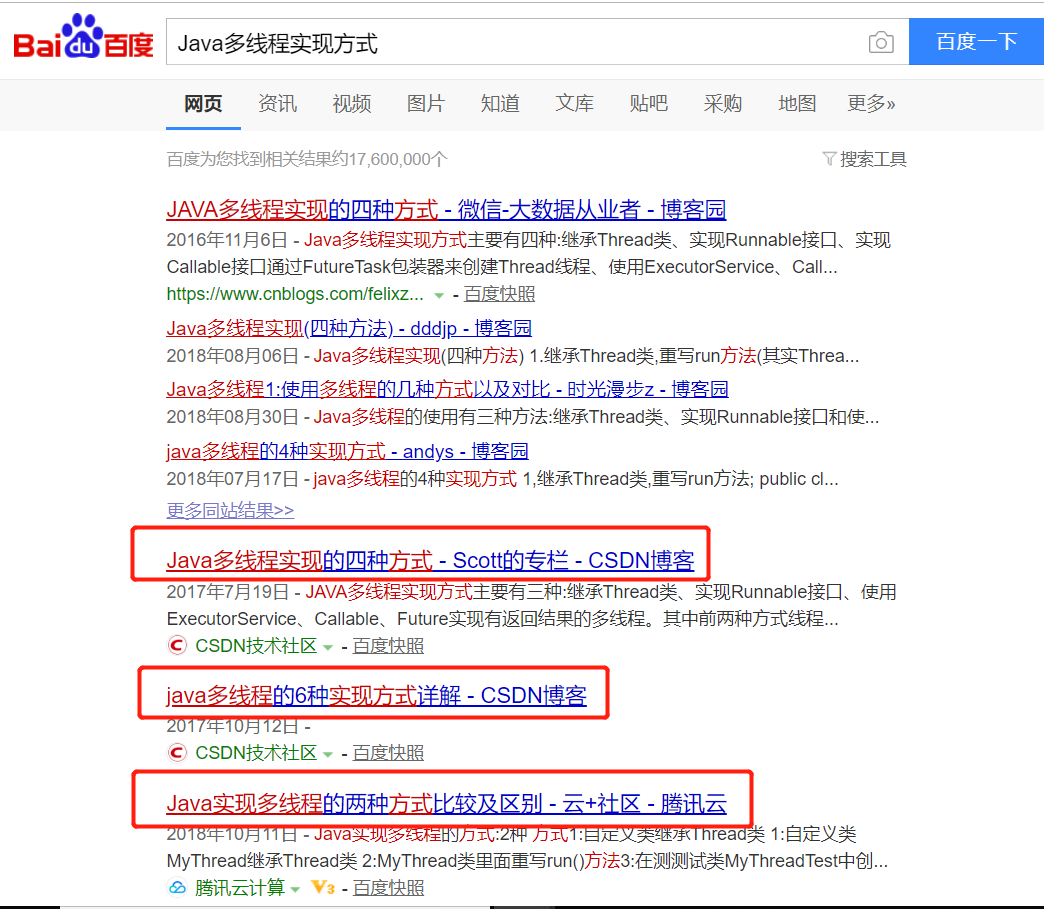 Bai du 百度 Java多线程实现方式 百度一下
网页 资讯 视频 图片 知道 文库 贴吧 采购 地图 更多»
百度为您找到相关结果约17,600,000个 搜索工具
JAVA多线程实现的四种方式 - 微信-大数据从业者 - 博客园
2016年11月6日 - Java多线程实现方式主要有四种:继承Thread类、实现Runnable接口、实现
Callable接口通过FutureTask包装器来创建Thread线程、使用ExecutorService、Call...
https://www.cnblogs.com/felixz... - 百度快照
Java多线程实现(四种方法) - dddjp - 博客园
2018年08月06日 - Java多线程实现(四种方法) 1.继承Thread类,重写run方法(其实Threa...
Java多线程1:使用多线程的几种方式以及对比 - 时光漫步z - 博客园
2018年08月30日 - Java多线程的使用有三种方法:继承Thread类、实现Runnable接口和使...
java多线程的4种实现方式 - andys - 博客园
2018年07月17日 - java多线程的4种实现方式 1,继承Thread类,重写run方法; public cl...
更多同站结果>>
Java多线程实现的四种方式 - Scott的专栏 - CSDN博客
2017年7月19日 - JAVA多线程实现方式主要有三种:继承Thread类、实现Runnable接口、使用
ExecutorService、Callable、Future实现有返回结果的多线程。其中前两种方式线程...
CSDN技术社区 - 百度快照
java多线程的6种实现方式详解 - CSDN博客
2017年10月12日 -
CSDN技术社区 - 百度快照
Java实现多线程的两种方式比较及区别 - 云+社区 - 腾讯云
2018年10月11日 - Java实现多线程的方式:2种 方式1:自定义类继承Thread类 1:自定义类
MyThread继承Thread类 2:MyThread类里面重写run()方法3:在测测试类MyThreadTest中创...
腾讯云计算 V3 - 百度快照